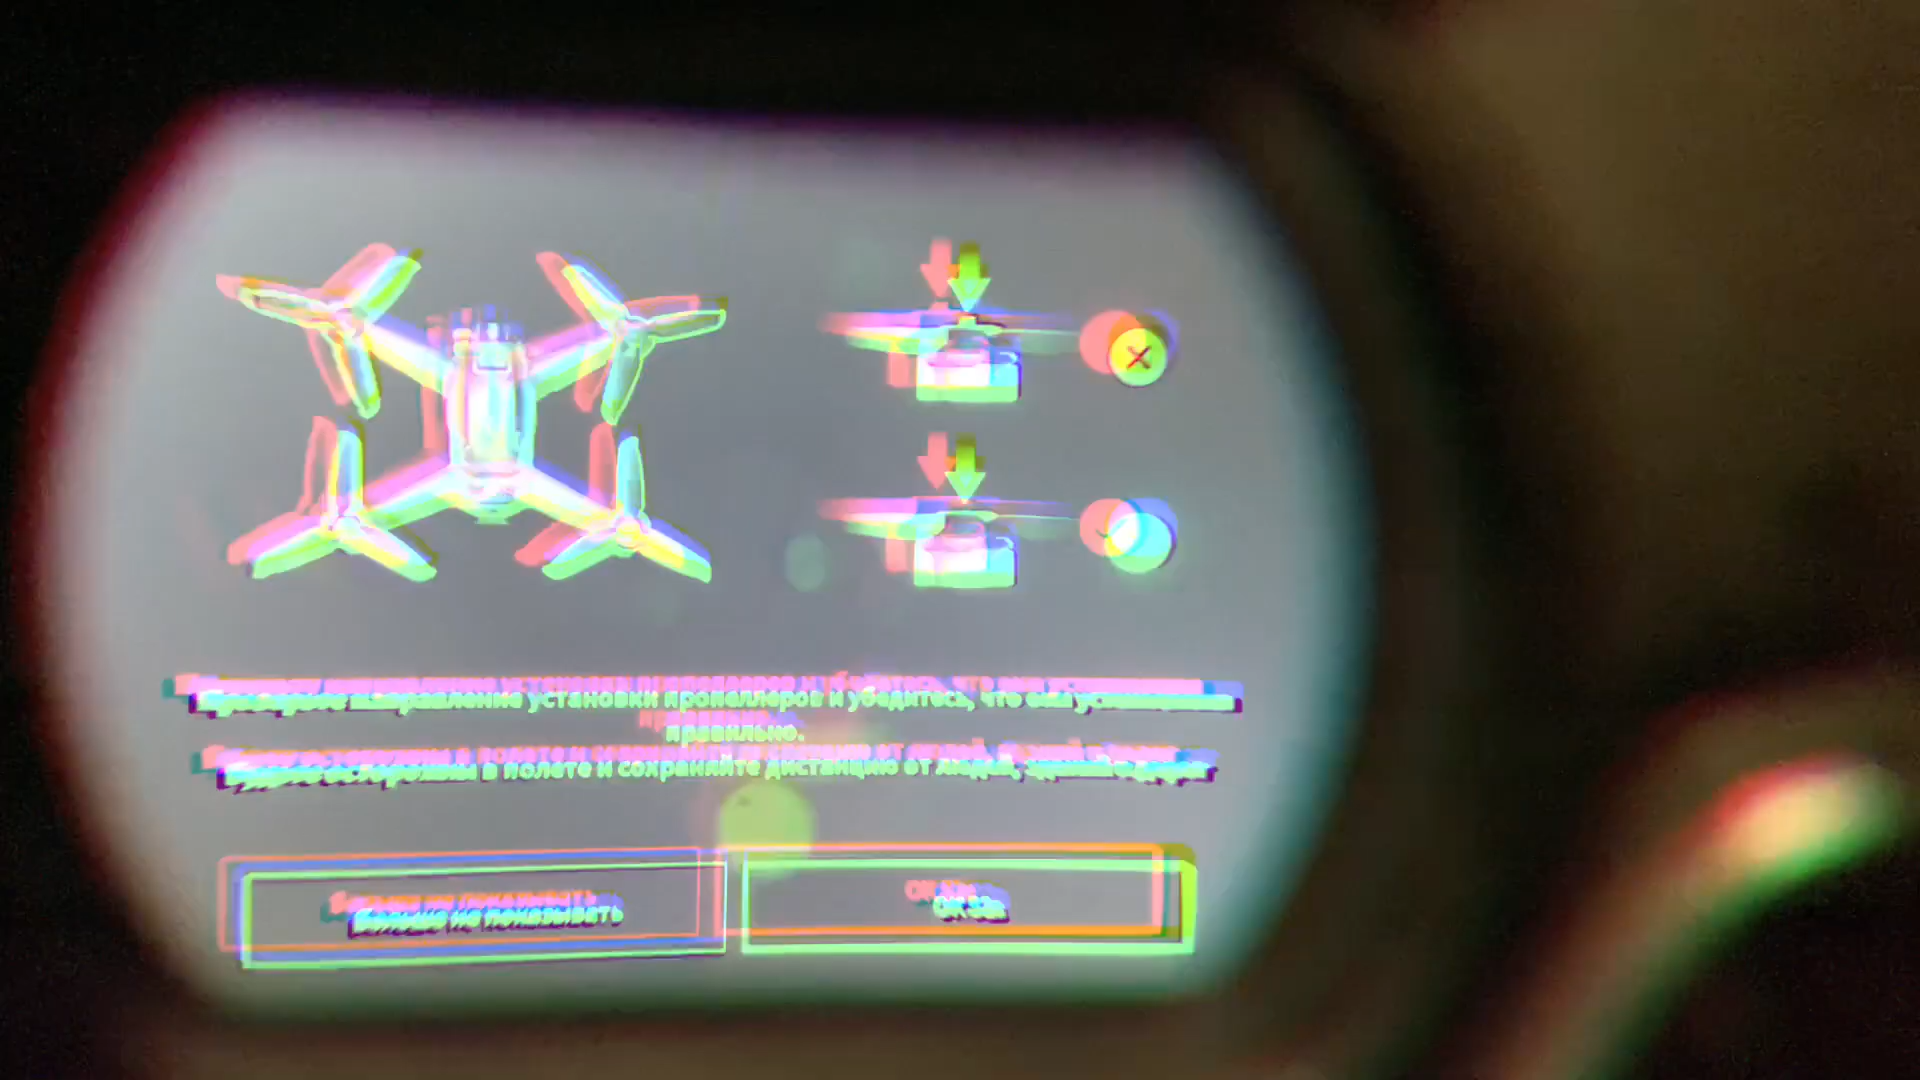 Проверьте направление установки пропеллеров и убедитесь, что они установлены
правильно.
Будьте осторожны в полете и сохраняйте дистанцию от людей, зданий и
Больше не показывать
OK